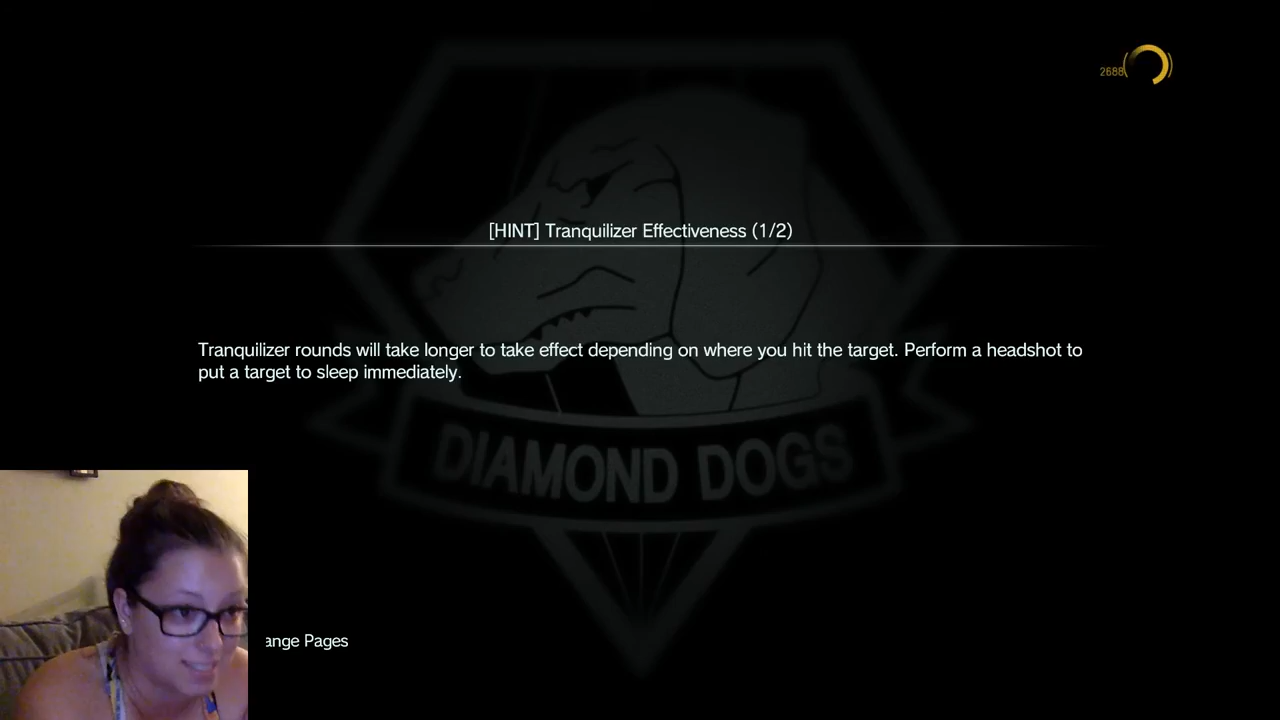 2688
[HINT] Tranquilizer Effectiveness (1/2)
Tranquilizer rounds will take longer to take effect depending on where you hit the target. Perform a headshot to
put a target to sleep immediately.
DIAMOND DOGS
ange Pages